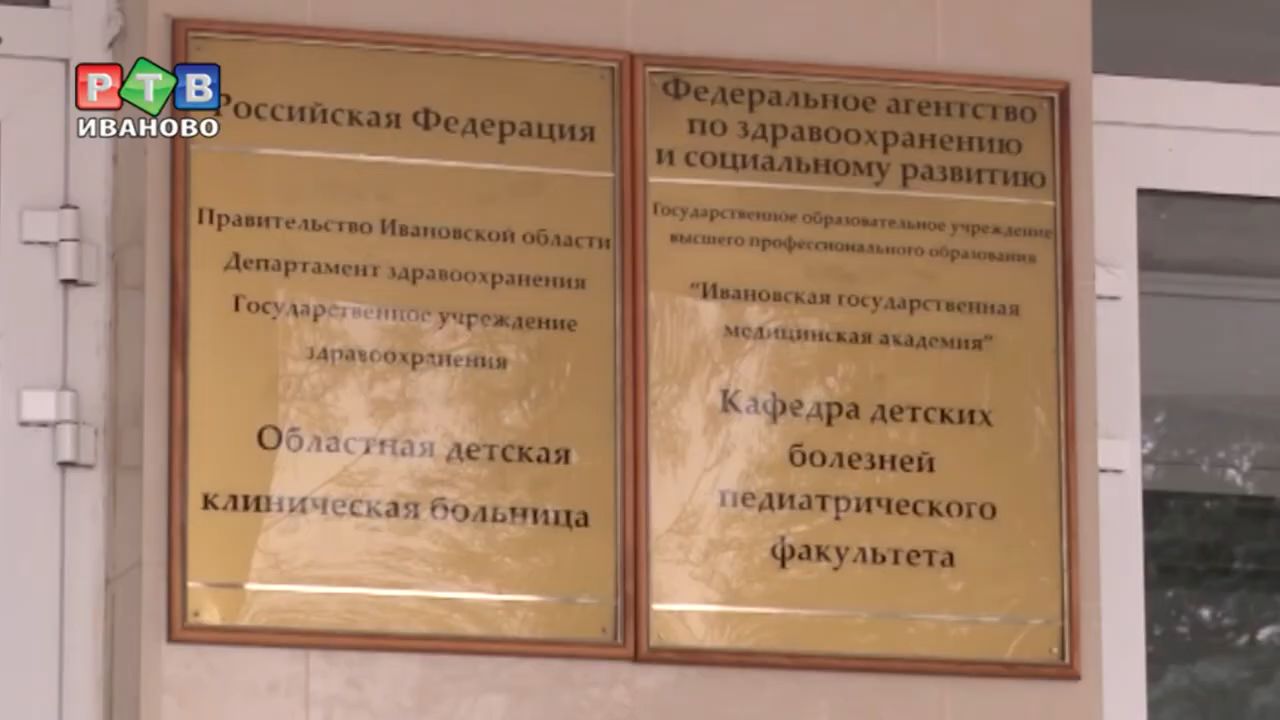 РТВ
ИВАНОВО
Российская Федерация
Правительство Ивановской области
Департамент здравоохранения
Государственное учреждение
здравоохранения
Областная детская
клиническая больница
Федеральное агентство
по здравоохранению
и социальному развитию
Государственное образовательное учреждение
высшего профессионального образования
"Ивановская государственная
медицинская академия"
Кафедра детских
болезней
педиатрического
факультета